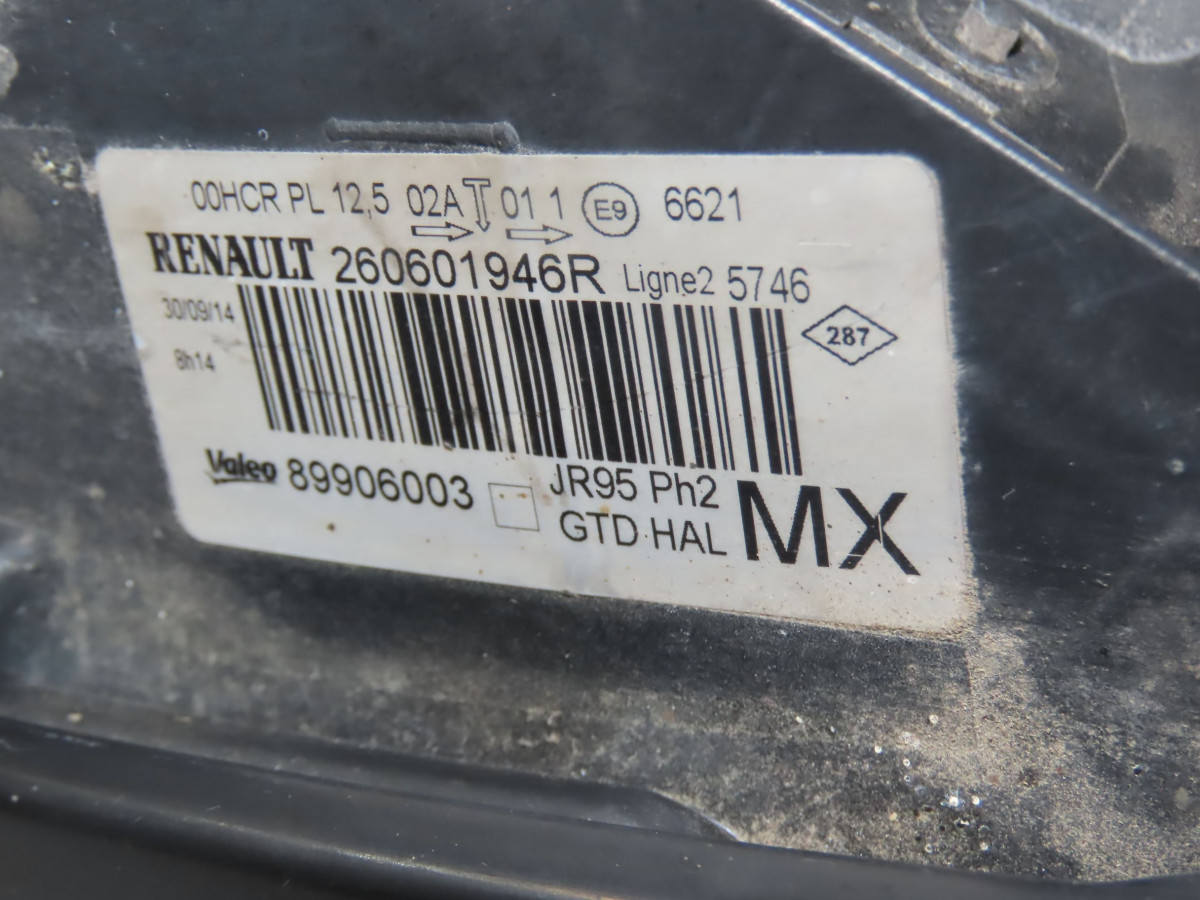 00HCR PL 12,5 02A 01 1 E9 6621
RENAULT 260601946R Ligne2 5746
30/09/14
8h14
287
Valeo 89906003
JR95 Ph2
GTD HAL
MX